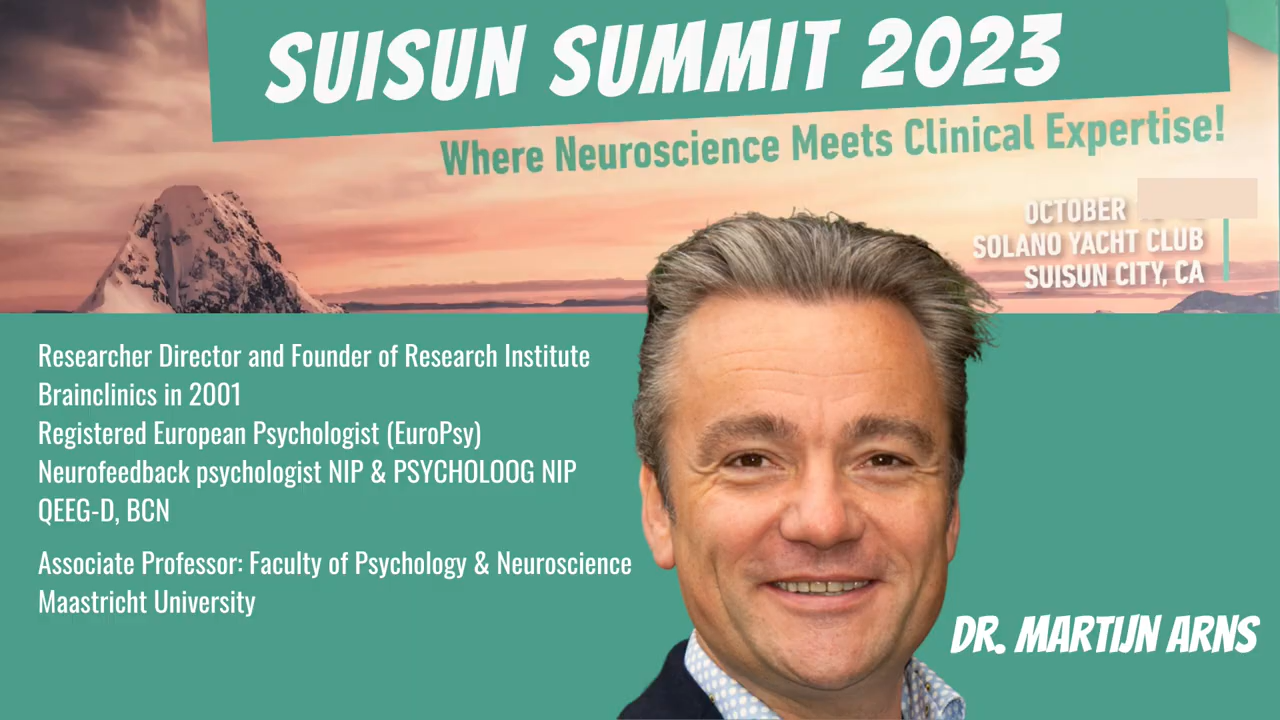 SUISUN SUMMIT 2023
Where Neuroscience Meets Clinical Expertise!
OCTOBER
SOLANO YACHT CLUB
SUISUN CITY, CA
Researcher Director and Founder of Research Institute
Brainclinics in 2001
Registered European Psychologist (EuroPsy)
Neurofeedback psychologist NIP & PSYCHOLOOG NIP
QEEG-D, BCN
Associate Professor: Faculty of Psychology & Neuroscience
Maastricht University
DR. MARTIJN ARNS